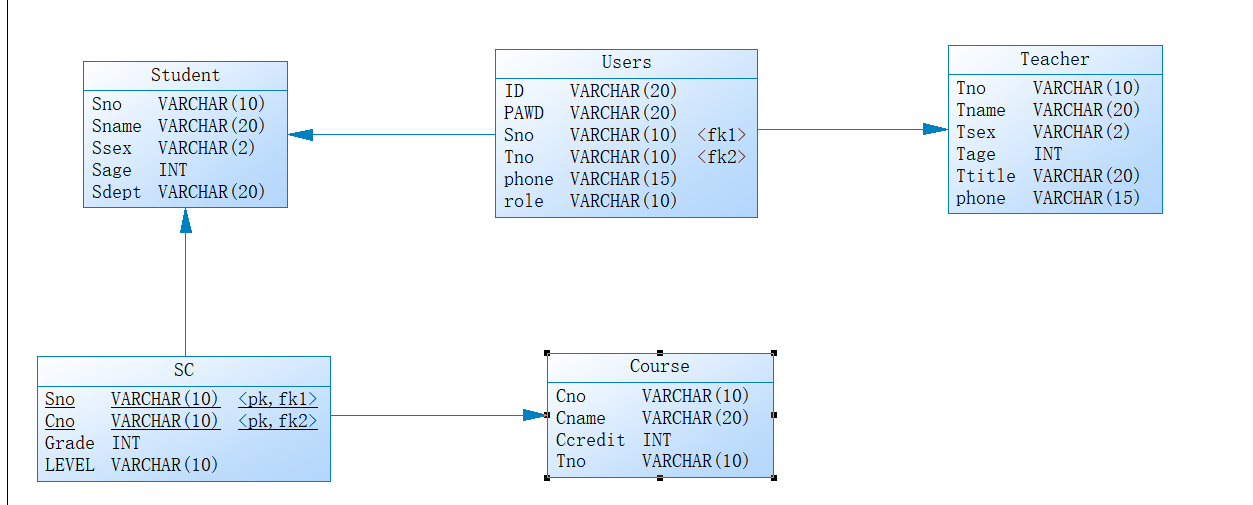 Student
Sno VARCHAR(10)
Sname VARCHAR(20)
Ssex VARCHAR(2)
Sage INT
Sdept VARCHAR(20)
Users
ID VARCHAR(20)
PAWD VARCHAR(20)
Sno VARCHAR(10) <fk1>
Tno VARCHAR(10) <fk2>
phone VARCHAR(15)
role VARCHAR(10)
Teacher
Tno VARCHAR(10)
Tname VARCHAR(20)
Tsex VARCHAR(2)
Tage INT
Ttitle VARCHAR(20)
phone VARCHAR(15)
SC
Sno VARCHAR(10) <pk,fk1>
Cno VARCHAR(10) <pk,fk2>
Grade INT
LEVEL VARCHAR(10)
Course
Cno VARCHAR(10)
Cname VARCHAR(20)
Ccredit INT
Tno VARCHAR(10)